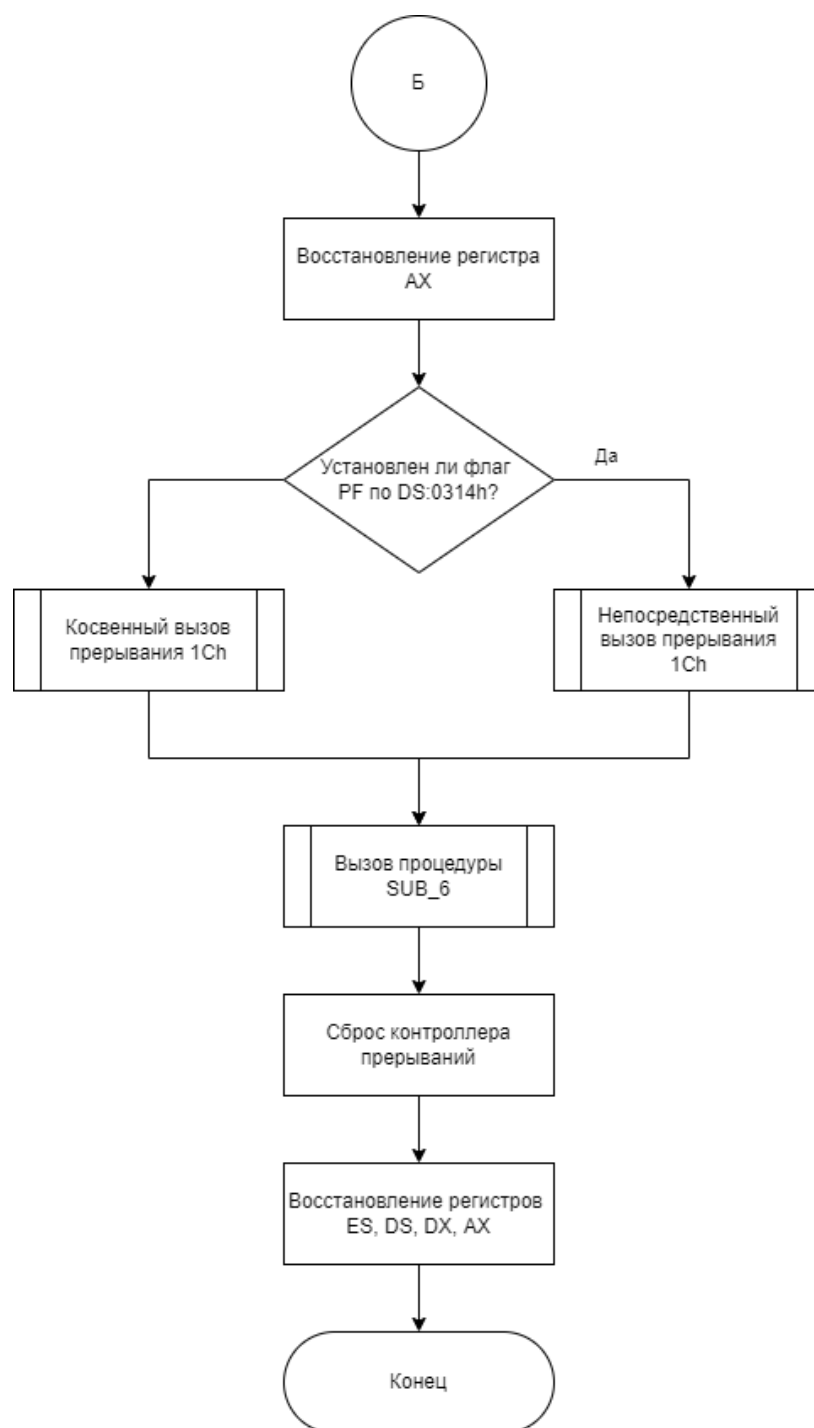 Б
Восстановление регистра
AX
Установлен ли флаг
PF по DS:0314h?
Да
Косвенный вызов
прерывания 1Ch
Непосредственный
вызов прерывания
1Ch
Вызов процедуры
SUB_6
Сброс контроллера
прерываний
Восстановление регистров
ES, DS, DX, AX
Конец